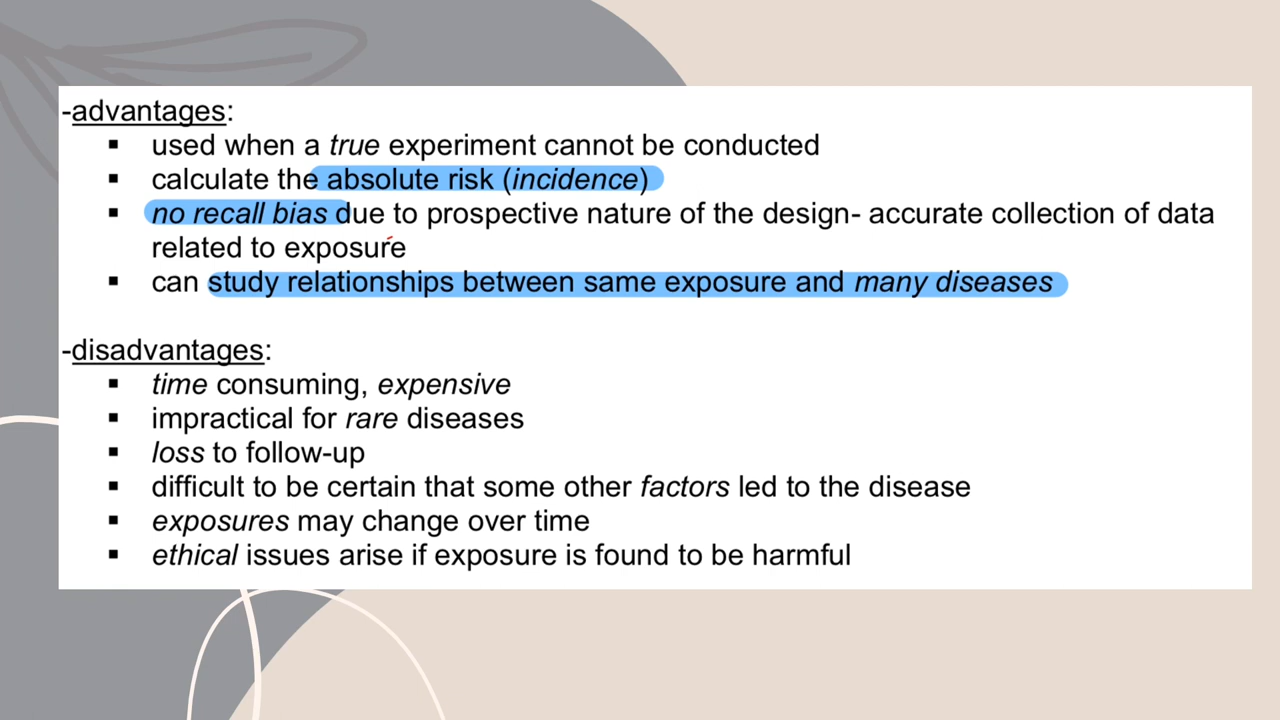 -advantages:
▪ used when a true experiment cannot be conducted
▪ calculate the absolute risk (incidence)
▪ no recall bias due to prospective nature of the design- accurate collection of data
related to exposure
▪ can study relationships between same exposure and many diseases
-disadvantages:
▪ time consuming, expensive
▪ impractical for rare diseases
▪ loss to follow-up
▪ difficult to be certain that some other factors led to the disease
▪ exposures may change over time
▪ ethical issues arise if exposure is found to be harmful